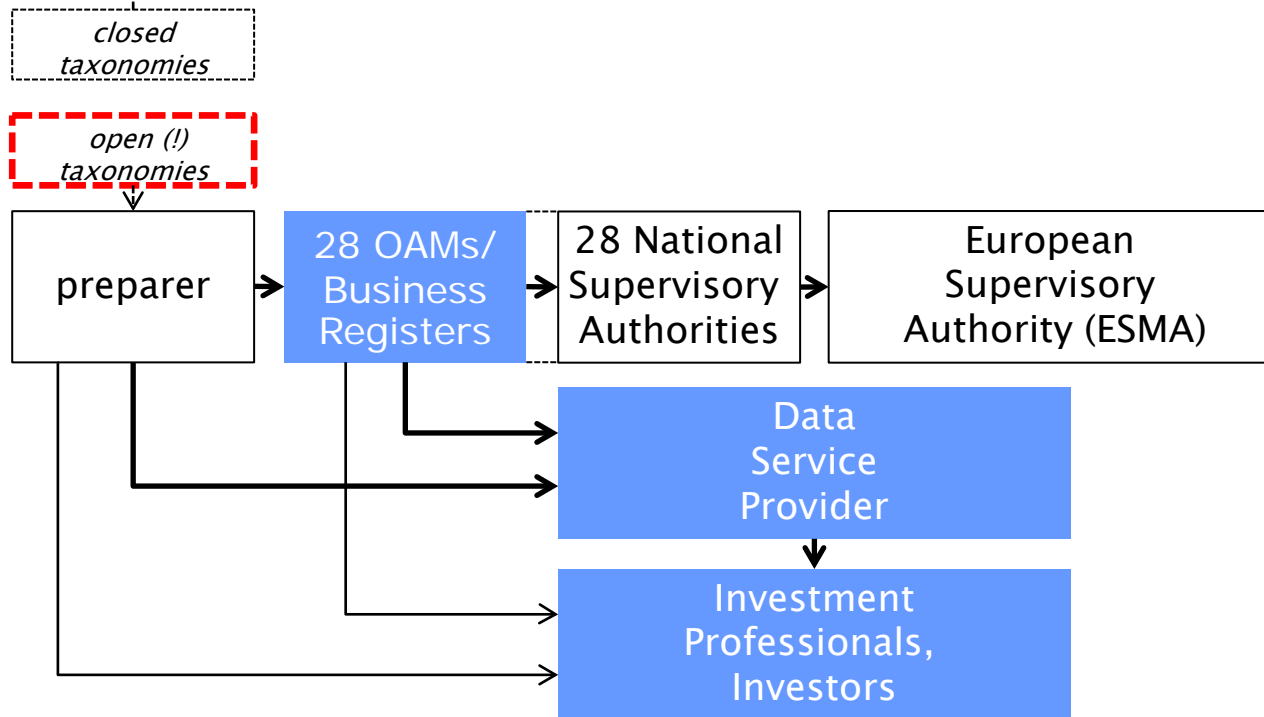 closed
taxonomies
open (!)
taxonomies
preparer
28 OAMs/
Business
Registers
28 National
Supervisory
Authorities
European
Supervisory
Authority (ESMA)
Data
Service
Provider
Investment
Professionals,
Investors